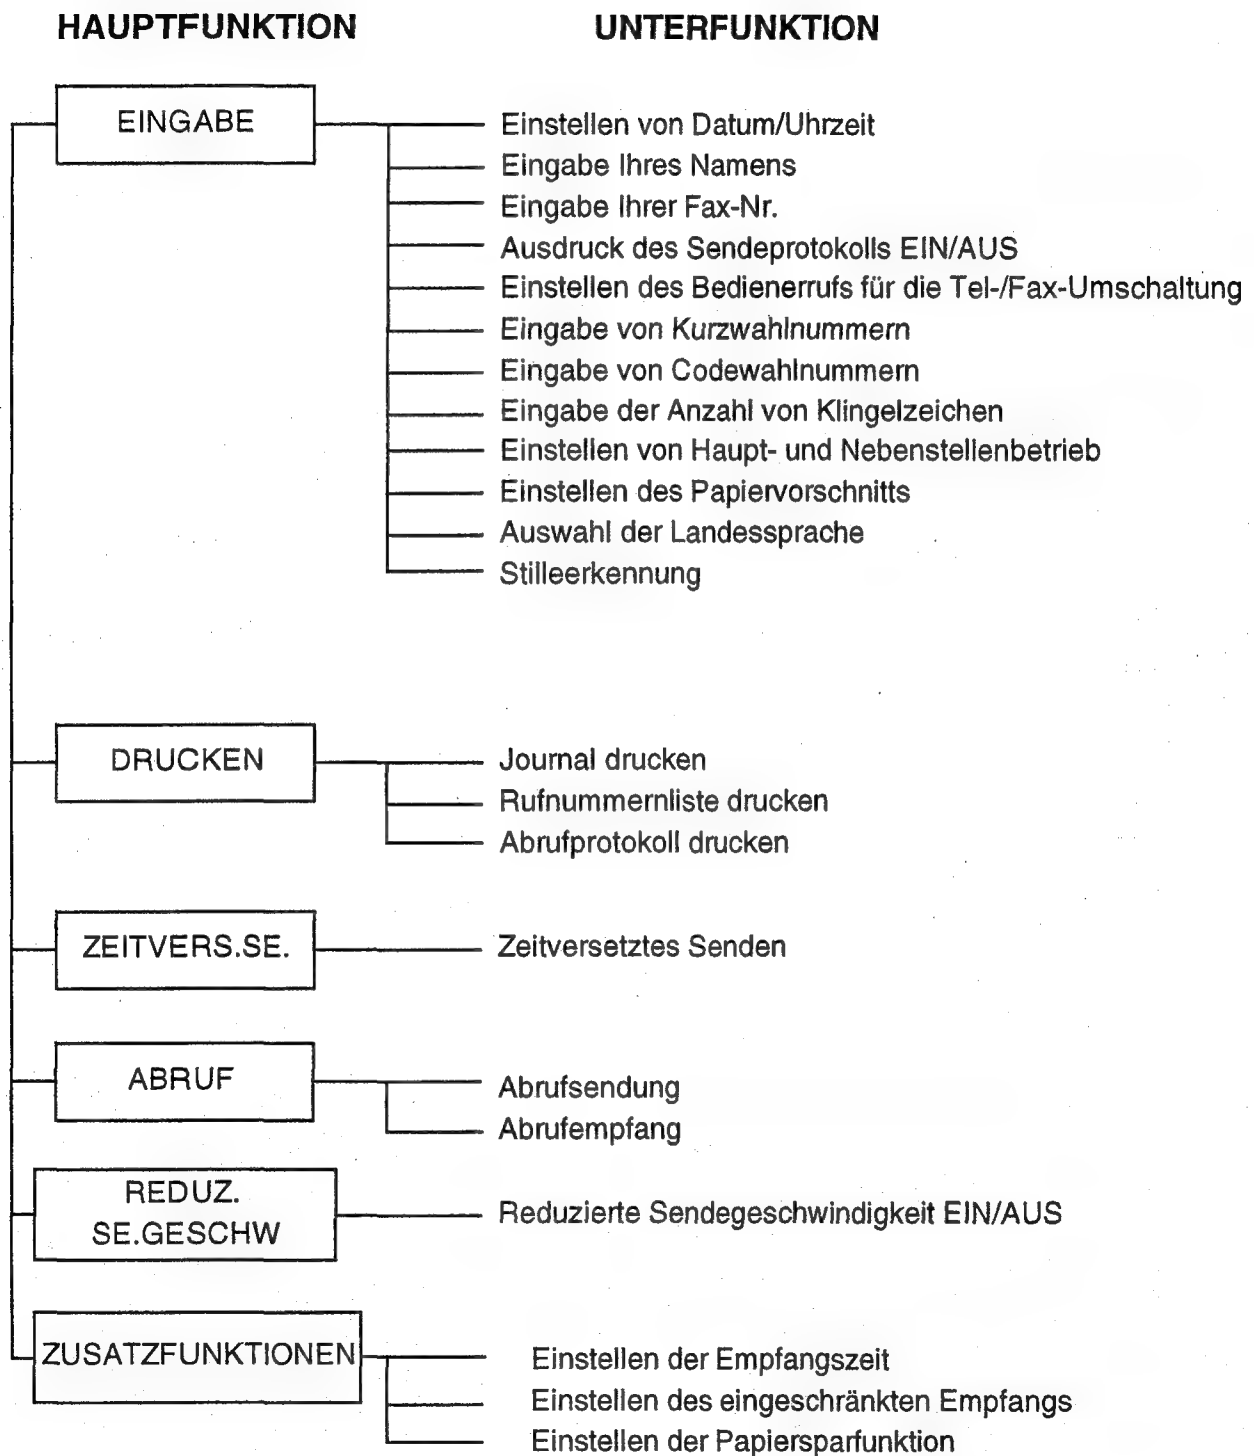 HAUPTFUNKTION UNTERFUNKTION
EINGABE
Einstellen von Datum/Uhrzeit
Eingabe Ihres Namens
Eingabe Ihrer Fax-Nr.
Ausdruck des Sendeprotokolls EIN/AUS
Einstellen des Bedienerrufs für die Tel-/Fax-Umschaltung
Eingabe von Kurzwahlnummern
Eingabe von Codewahlnummern
Eingabe der Anzahl von Klingelzeichen
Einstellen von Haupt- und Nebenstellenbetrieb
Einstellen des Papiervorschnitts
Auswahl der Landessprache
Stilleerkennung
DRUCKEN
Journal drucken
Rufnummernliste drucken
Abrufprotokoll drucken
ZEITVERS.SE.
Zeitversetztes Senden
ABRUF
Abrufsendung
Abrufempfang
REDUZ.
SE.GESCHW
Reduzierte Sendegeschwindigkeit EIN/AUS
ZUSATZFUNKTIONEN
Einstellen der Empfangszeit
Einstellen des eingeschränkten Empfangs
Einstellen der Papiersparfunktion